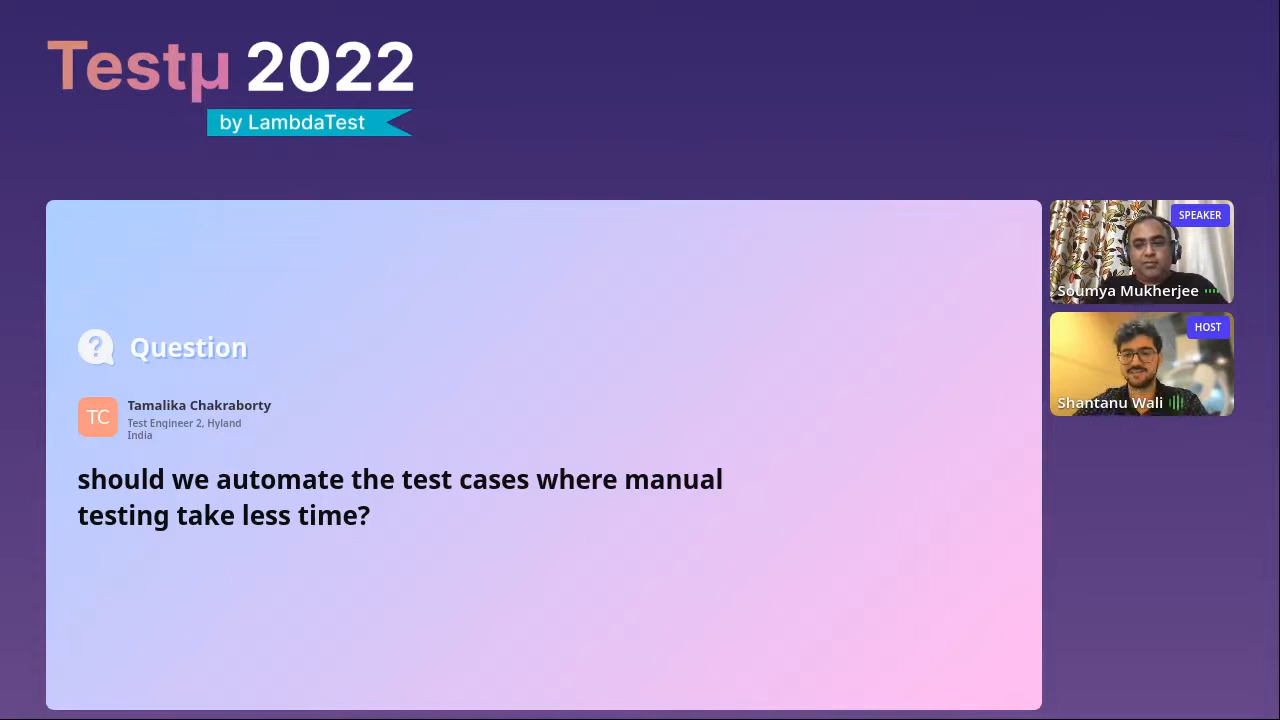 Testμ 2022
by LambdaTest
SPEAKER
Soumya Mukherjee
HOST
Shantanu Wali
Question
TC
Tamalika Chakraborty
Test Engineer 2, Hyland
India
should we automate the test cases where manual
testing take less time?